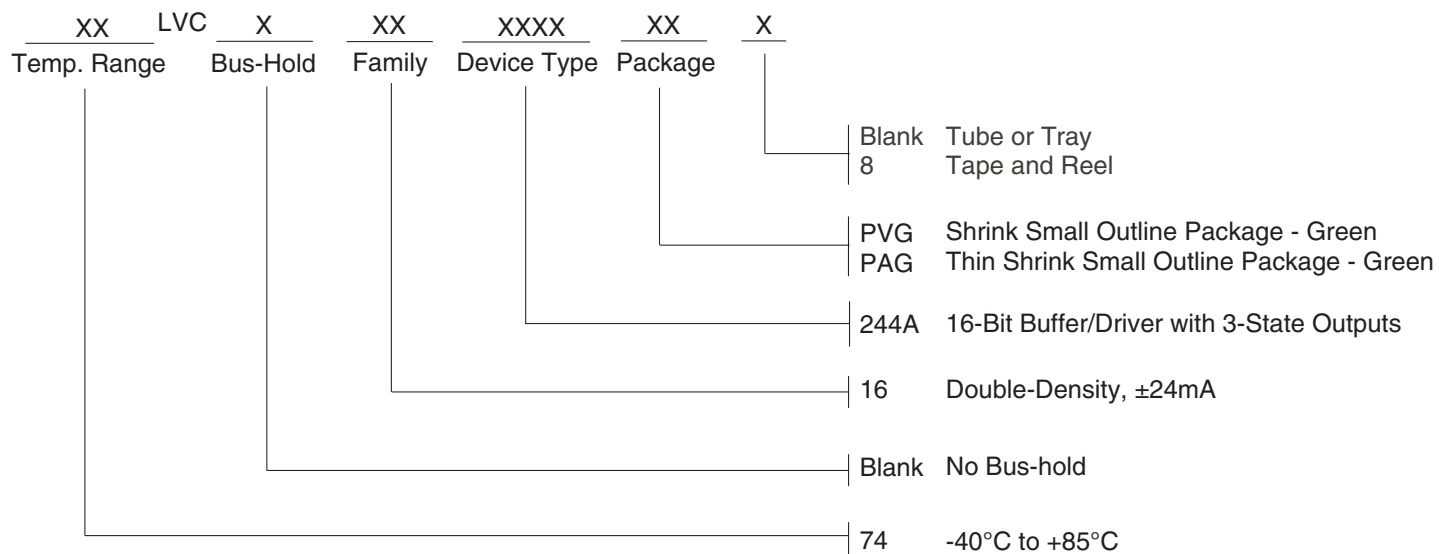 XX LVC X XX XXXX XX X
Temp. Range Bus-Hold Family Device Type Package
Blank Tube or Tray
8 Tape and Reel
PVG Shrink Small Outline Package - Green
PAG Thin Shrink Small Outline Package - Green
244A 16-Bit Buffer/Driver with 3-State Outputs
16 Double-Density, ±24mA
Blank No Bus-hold
74 -40°C to +85°C